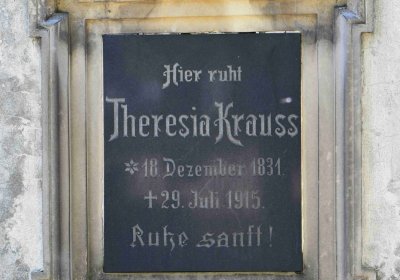 Hier ruht
Theresia Krauss
* 18. Dezember 1831.
† 29. Juli 1915.
Ruhe sanft!